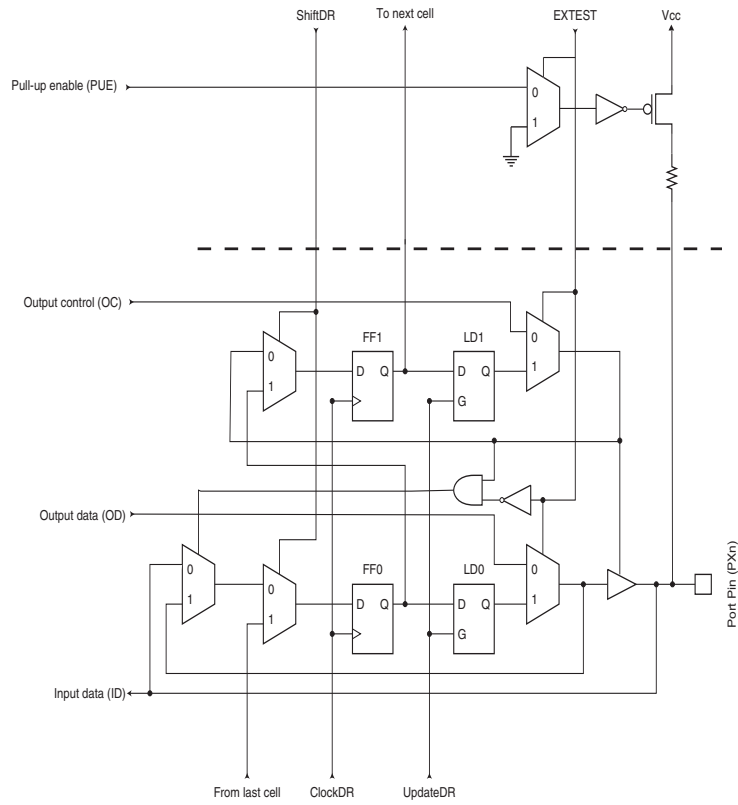 ShiftDR
To next cell
EXTEST
Vcc
Pull-up enable (PUE)
0
1
Output control (OC)
FF1
LD1
0
1
D
Q
D
Q
G
0
1
Output data (OD)
FF0
LD0
0
1
0
1
D
Q
D
Q
G
0
1
Port Pin (PXn)
Input data (ID)
From last cell
ClockDR
UpdateDR